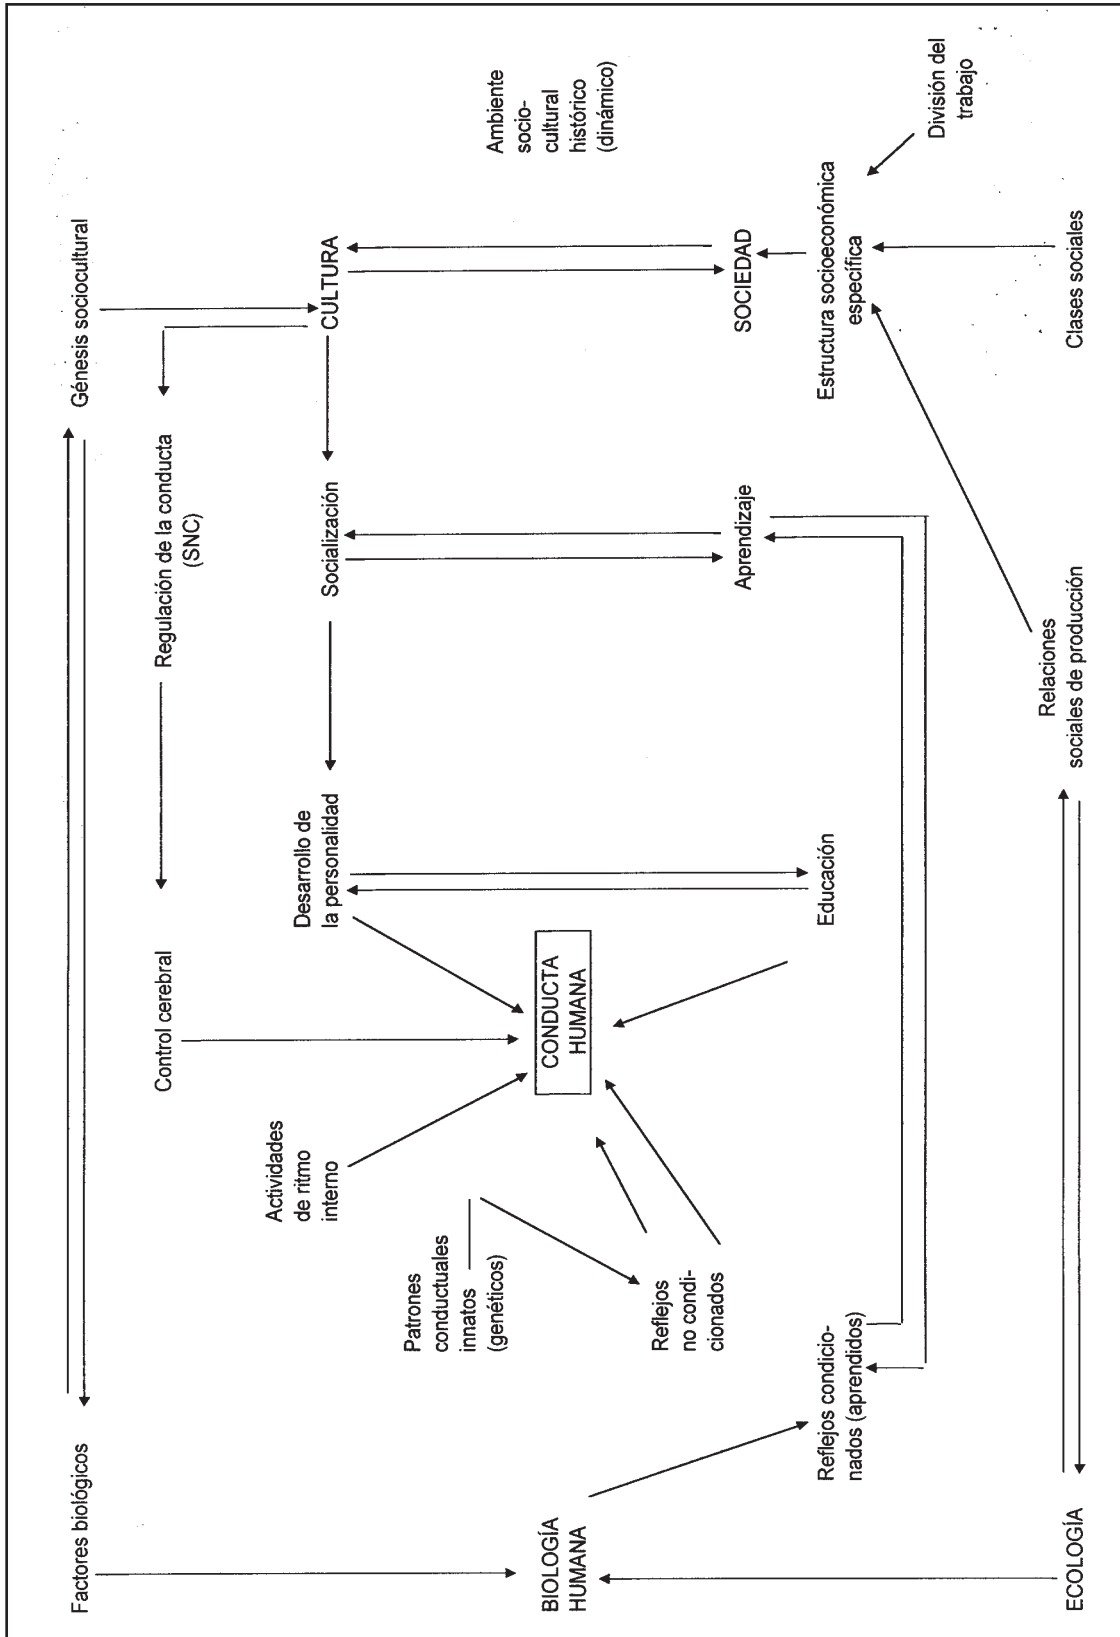 Factores biológicos
Génesis sociocultural
Control cerebral
Regulación de la conducta
(SNC)
Actividades
de ritmo
interno
Desarrollo de
la personalidad
Socialización
CULTURA
Patrones
conductuales
innatos
(genéticos)
Ambiente
socio-
cultural
histórico
(dinámico)
BIOLOGÍA
HUMANA
CONDUCTA
HUMANA
Reflejos
no condi-
cionados
Aprendizaje
SOCIEDAD
Reflejos condicio-
nados (aprendidos)
Educación
Estructura socioeconómica
específica
División del
trabajo
ECOLOGÍA
Relaciones
sociales de producción
Clases sociales